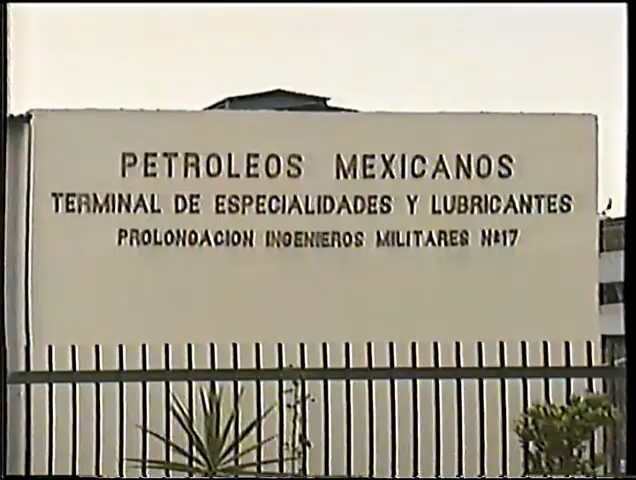 PETROLEOS MEXICANOS
TERMINAL DE ESPECIALIDADES Y LUBRICANTES
PROLONGACION INGENIEROS MILITARES Nº17